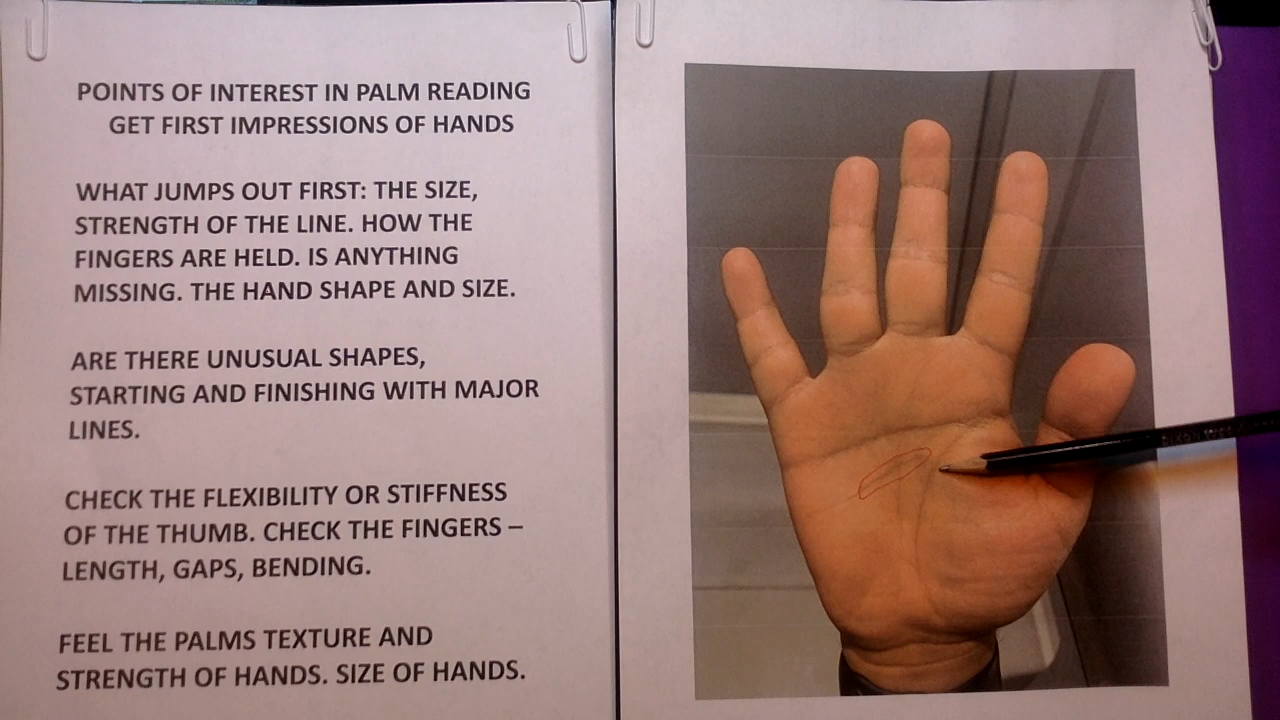 POINTS OF INTEREST IN PALM READING
GET FIRST IMPRESSIONS OF HANDS
WHAT JUMPS OUT FIRST: THE SIZE,
STRENGTH OF THE LINE. HOW THE
FINGERS ARE HELD. IS ANYTHING
MISSING. THE HAND SHAPE AND SIZE.
ARE THERE UNUSUAL SHAPES,
STARTING AND FINISHING WITH MAJOR
LINES.
CHECK THE FLEXIBILITY OR STIFFNESS
OF THE THUMB. CHECK THE FINGERS –
LENGTH, GAPS, BENDING.
FEEL THE PALMS TEXTURE AND
STRENGTH OF HANDS. SIZE OF HANDS.